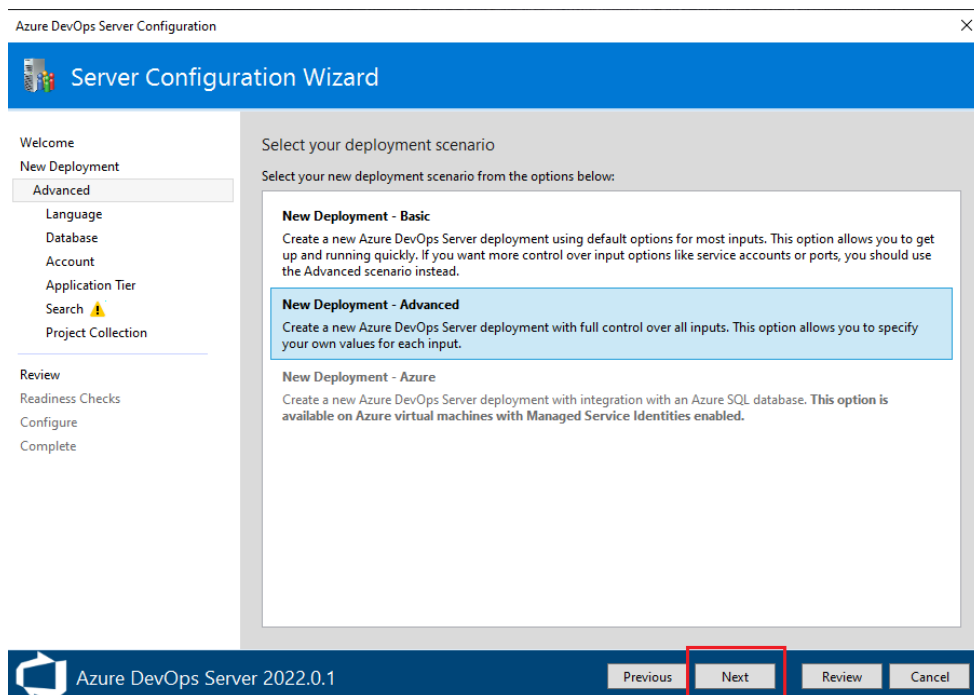 Azure DevOps Server Configuration
Server Configuration Wizard
Welcome
New Deployment
Advanced
Language
Database
Account
Application Tier
Search
Project Collection
Review
Readiness Checks
Configure
Complete
Select your deployment scenario
Select your new deployment scenario from the options below:
New Deployment - Basic
Create a new Azure DevOps Server deployment using default options for most inputs. This option allows you to get
up and running quickly. If you want more control over input options like service accounts or ports, you should use
the Advanced scenario instead.
New Deployment - Advanced
Create a new Azure DevOps Server deployment with full control over all inputs. This option allows you to specify
your own values for each input.
New Deployment - Azure
Create a new Azure DevOps Server deployment with integration with an Azure SQL database. This option is
available on Azure virtual machines with Managed Service Identities enabled.
Azure DevOps Server 2022.0.1
Previous
Next
Review
Cancel